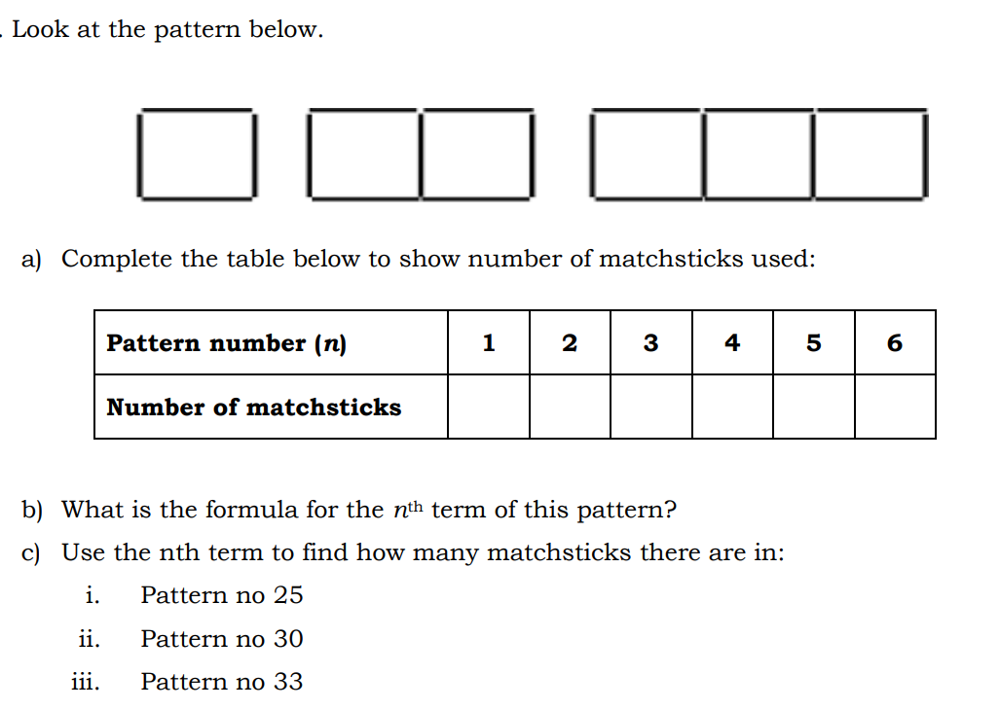 . Look at the pattern below.
a) Complete the table below to show number of matchsticks used:
Pattern number (n) 1 2 3 4 5 6
Number of matchsticks
b) What is the formula for the nth term of this pattern?
c) Use the nth term to find how many matchsticks there are in:
i. Pattern no 25
ii. Pattern no 30
iii. Pattern no 33